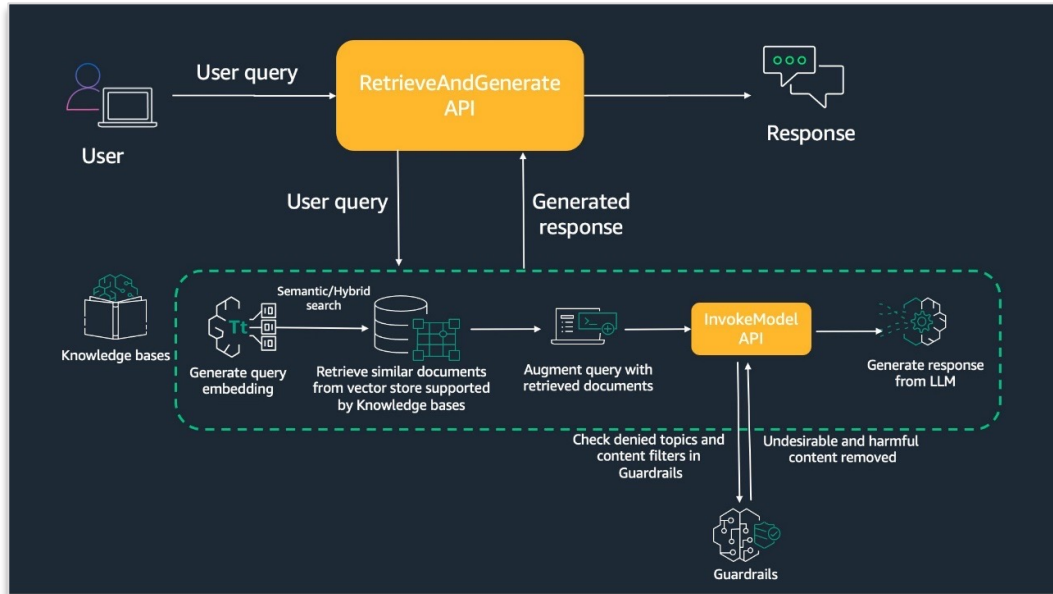 User query
RetrieveAndGenerate
API
User
Response
User query
Generated
response
Knowledge bases
Semantic/Hybrid
search
Tt
Generate query
embedding
Retrieve similar documents
from vector store supported
by Knowledge bases
Augment query with
retrieved documents
InvokeModel
API
Generate response
from LLM
Check denied topics and
content filters in
Guardrails
Undesirable and harmful
content removed
Guardrails